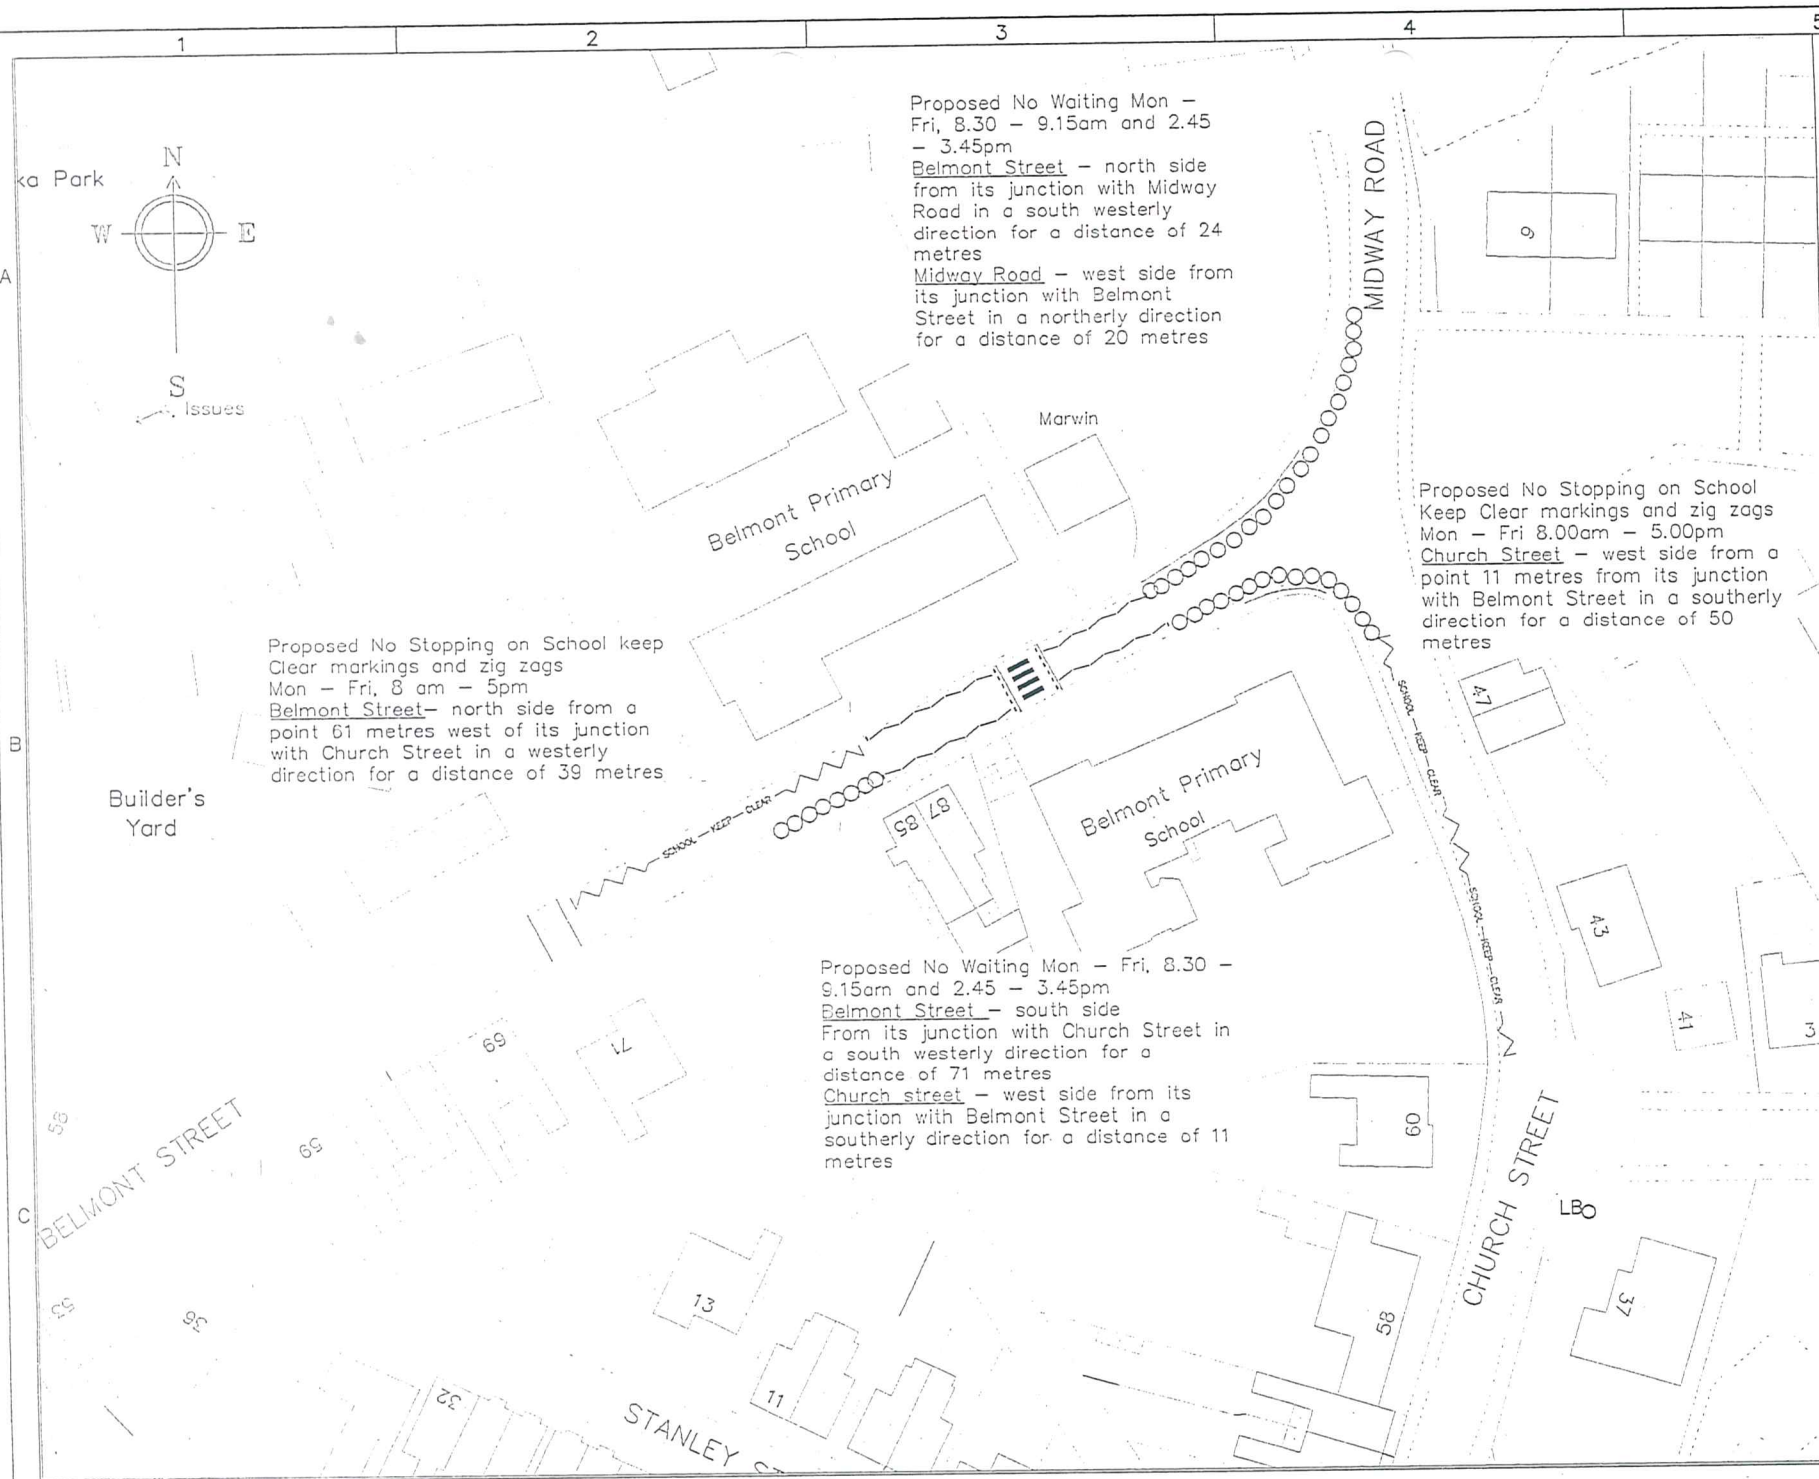 1
2
3
4
5
A
B
C
ka Park
N
W
E
S
Issues
Proposed No Waiting Mon –
Fri, 8.30 – 9.15am and 2.45
– 3.45pm
Belmont Street – north side
from its junction with Midway
Road in a south westerly
direction for a distance of 24
metres
Midway Road – west side from
its junction with Belmont
Street in a northerly direction
for a distance of 20 metres
MIDWAY ROAD
9
Marwin
Belmont Primary
School
Proposed No Stopping on School
Keep Clear markings and zig zags
Mon – Fri 8.00am – 5.00pm
Church Street – west side from a
point 11 metres from its junction
with Belmont Street in a southerly
direction for a distance of 50
metres
Proposed No Stopping on School keep
Clear markings and zig zags
Mon – Fri, 8 am – 5pm
Belmont Street– north side from a
point 61 metres west of its junction
with Church Street in a westerly
direction for a distance of 39 metres
Builder's
Yard
SCHOOL – KEEP – CLEAR
SCHOOL – KEEP – CLEAR
SCHOOL – KEEP – CLEAR
47
85
87
Belmont Primary
School
43
41
3
Proposed No Waiting Mon – Fri, 8.30 –
9.15am and 2.45 – 3.45pm
Belmont Street – south side
From its junction with Church Street in
a south westerly direction for a
distance of 71 metres
Church street – west side from its
junction with Belmont Street in a
southerly direction for a distance of 11
metres
69
71
58
59
BELMONT STREET
60
CHURCH STREET
LBO
53
36
13
58
37
32
11
STANLEY